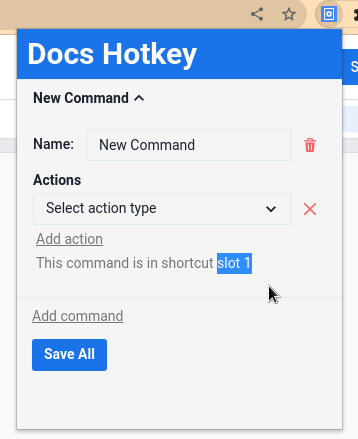 Docs Hotkey
New Command
Name: New Command
Actions
Select action type
Add action
This command is in shortcut slot 1
Add command
Save All
S